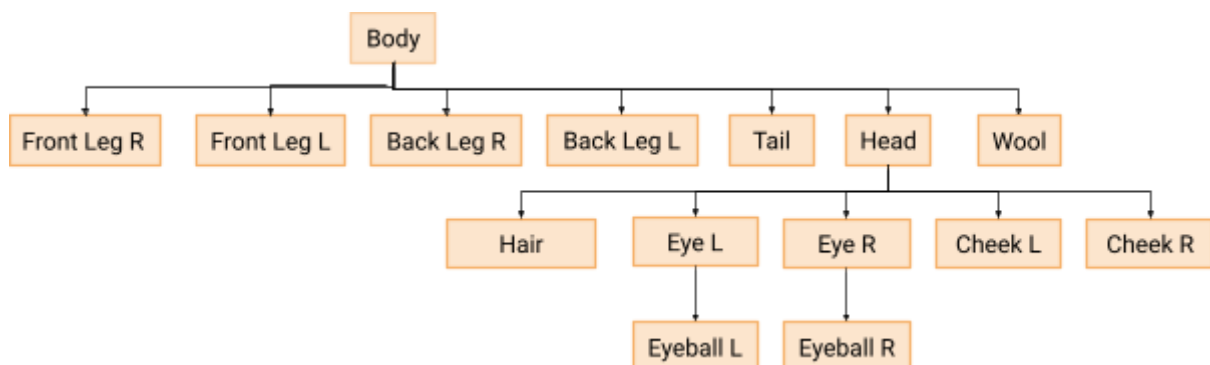 Body
Front Leg R
Front Leg L
Back Leg R
Back Leg L
Tail
Head
Wool
Hair
Eye L
Eye R
Cheek L
Cheek R
Eyeball L
Eyeball R